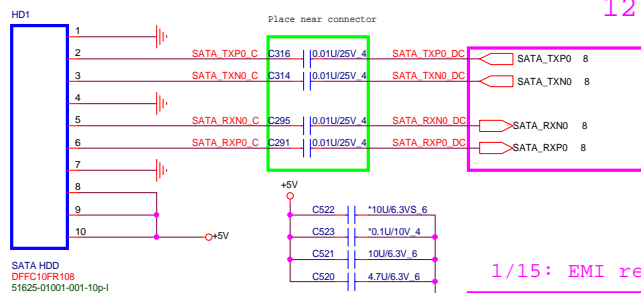 HD1
Place near connector
12
1
2 SATA_TXP0_C C316 0.01U/25V_4 SATA_TXP0_DC SATA_TXP0 8
3 SATA_TXN0_C C314 0.01U/25V_4 SATA_TXN0_DC SATA_TXN0 8
4
5 SATA_RXN0_C C295 0.01U/25V_4 SATA_RXN0_DC SATA_RXN0 8
6 SATA_RXP0_C C291 0.01U/25V_4 SATA_RXP0_DC SATA_RXP0 8
7
8
9
10 +5V
+5V
C522 *10U/6.3VS_6
C523 *0.1U/10V_4
C521 10U/6.3V_6
C520 4.7U/6.3V_6
SATA HDD
DFFC10FR108
51625-01001-001-10p-l
1/15: EMI re